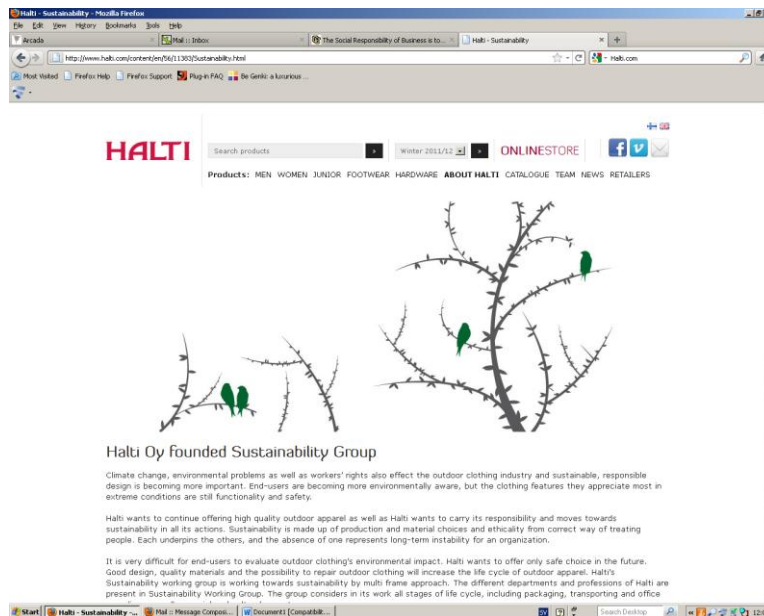 Halti - Sustainability - Mozilla Firefox
File Edit View History Bookmarks Tools Help
Arcada
Mail :: Inbox
The Social Responsibility of Business is to...
Halti - Sustainability
http://www.halti.com/content/en/56/11383/Sustainability.html
Halti.com
Most Visited Firefox Help Firefox Support Plug-in FAQ Be Genki: a luxurious ...
HALTI
Search products
Winter 2011/12
ONLINESTORE
Products: MEN WOMEN JUNIOR FOOTWEAR HARDWARE ABOUT HALTI CATALOGUE TEAM NEWS RETAILERS
Halti Oy founded Sustainability Group
Climate change, environmental problems as well as workers' rights also effect the outdoor clothing industry and sustainable, responsible
design is becoming more important. End-users are becoming more environmentally aware, but the clothing features they appreciate most in
extreme conditions are still functionality and safety.
Halti wants to continue offering high quality outdoor apparel as well as Halti wants to carry its responsibility and moves towards
sustainability in all its actions. Sustainability is made up of production and material choices and ethicality from correct way of treating
people. Each underpins the others, and the absence of one represents long-term instability for an organization.
It is very difficult for end-users to evaluate outdoor clothing's environmental impact. Halti wants to offer only safe choice in the future.
Good design, quality materials and the possibility to repair outdoor clothing will increase the life cycle of outdoor apparel. Halti's
Sustainability working group is working towards sustainability by multi frame approach. The different departments and professions of Halti are
present in Sustainability Working Group. The group considers in its work all stages of life cycle, including packaging, transporting and office
Start
Halti - Sustainability -...
Mail :: Message Composi...
Document1 [Compatibilit...
SV
Search Desktop